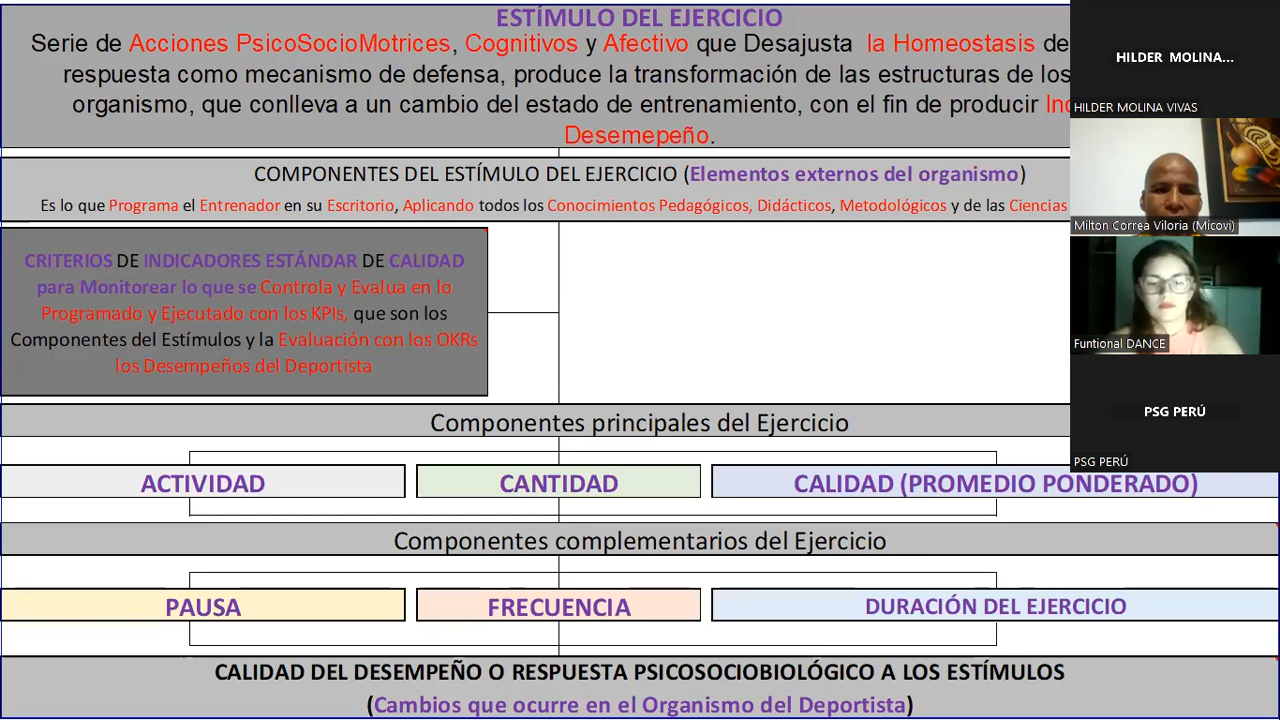 ESTÍMULO DEL EJERCICIO
Serie de Acciones PsicoSocioMotrices, Cognitivos y Afectivo que Desajusta la Homeostasis de
respuesta como mecanismo de defensa, produce la transformación de las estructuras de los
organismo, que conlleva a un cambio del estado de entrenamiento, con el fin de producir
Desemepeño.
COMPONENTES DEL ESTÍMULO DEL EJERCICIO (Elementos externos del organismo)
Es lo que Programa el Entrenador en su Escritorio, Aplicando todos los Conocimientos Pedagógicos, Didácticos, Metodológicos y de las Ciencias
CRITERIOS DE INDICADORES ESTÁNDAR DE CALIDAD
para Monitorear lo que se Controla y Evalua en lo
Programado y Ejecutado con los KPIs, que son los
Componentes del Estímulos y la Evaluación con los OKRs
los Desempeños del Deportista
Componentes principales del Ejercicio
ACTIVIDAD
CANTIDAD
CALIDAD (PROMEDIO PONDERADO)
Componentes complementarios del Ejercicio
PAUSA
FRECUENCIA
DURACIÓN DEL EJERCICIO
CALIDAD DEL DESEMPEÑO O RESPUESTA PSICOSOCIOBIOLÓGICO A LOS ESTÍMULOS
(Cambios que ocurre en el Organismo del Deportista)
HILDER MOLINA...
HILDER MOLINA VIVAS
Milton Correa Viloria (Micovi)
Funtional DANCE
PSG PERÚ
PSG PERÚ